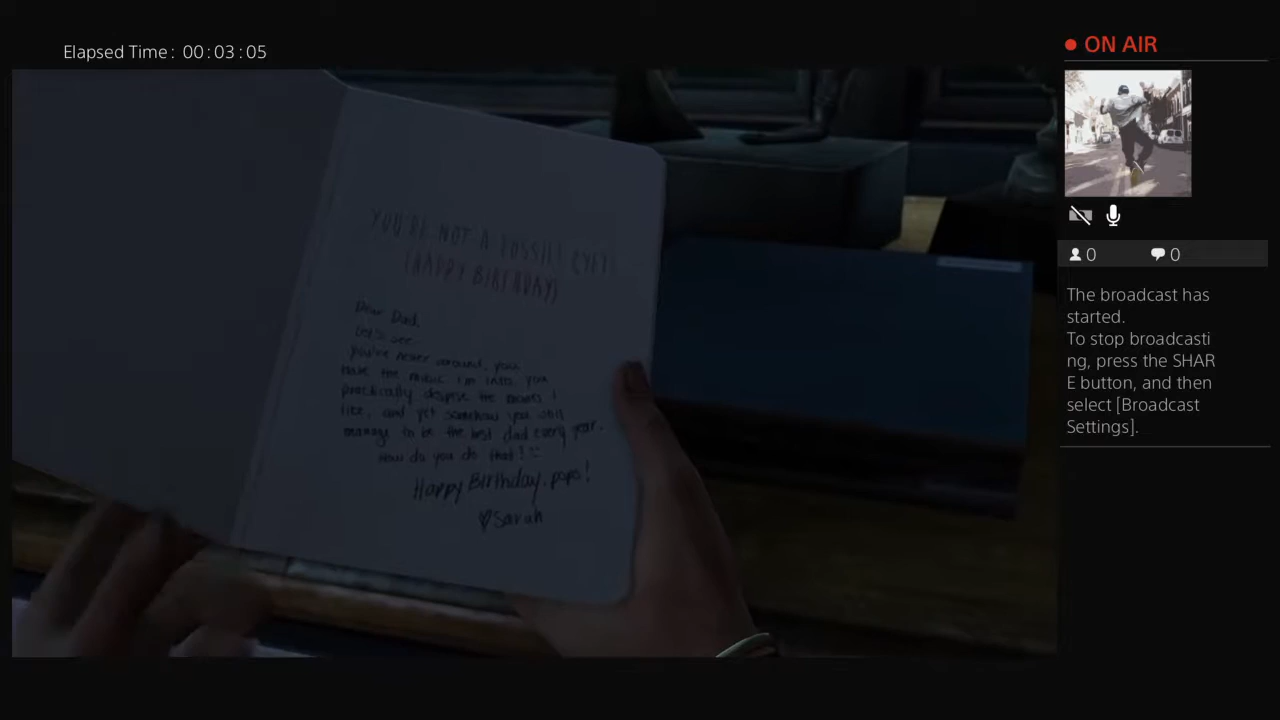 Elapsed Time: 00:03:05
ON AIR
YOU'RE NOT A FOSSIL! (YET)
(HAPPY BIRTHDAY)
Dear Dad,
Let's see...
You're never around, you
hate the music I'm into, you
practically despise the movies I
like, and yet somehow you still
manage to be the best dad every year.
How do you do that?
Happy Birthday, papa!
Sarah
0
0
The broadcast has
started.
To stop broadcasti
ng, press the SHAR
E button, and then
select [Broadcast
Settings].